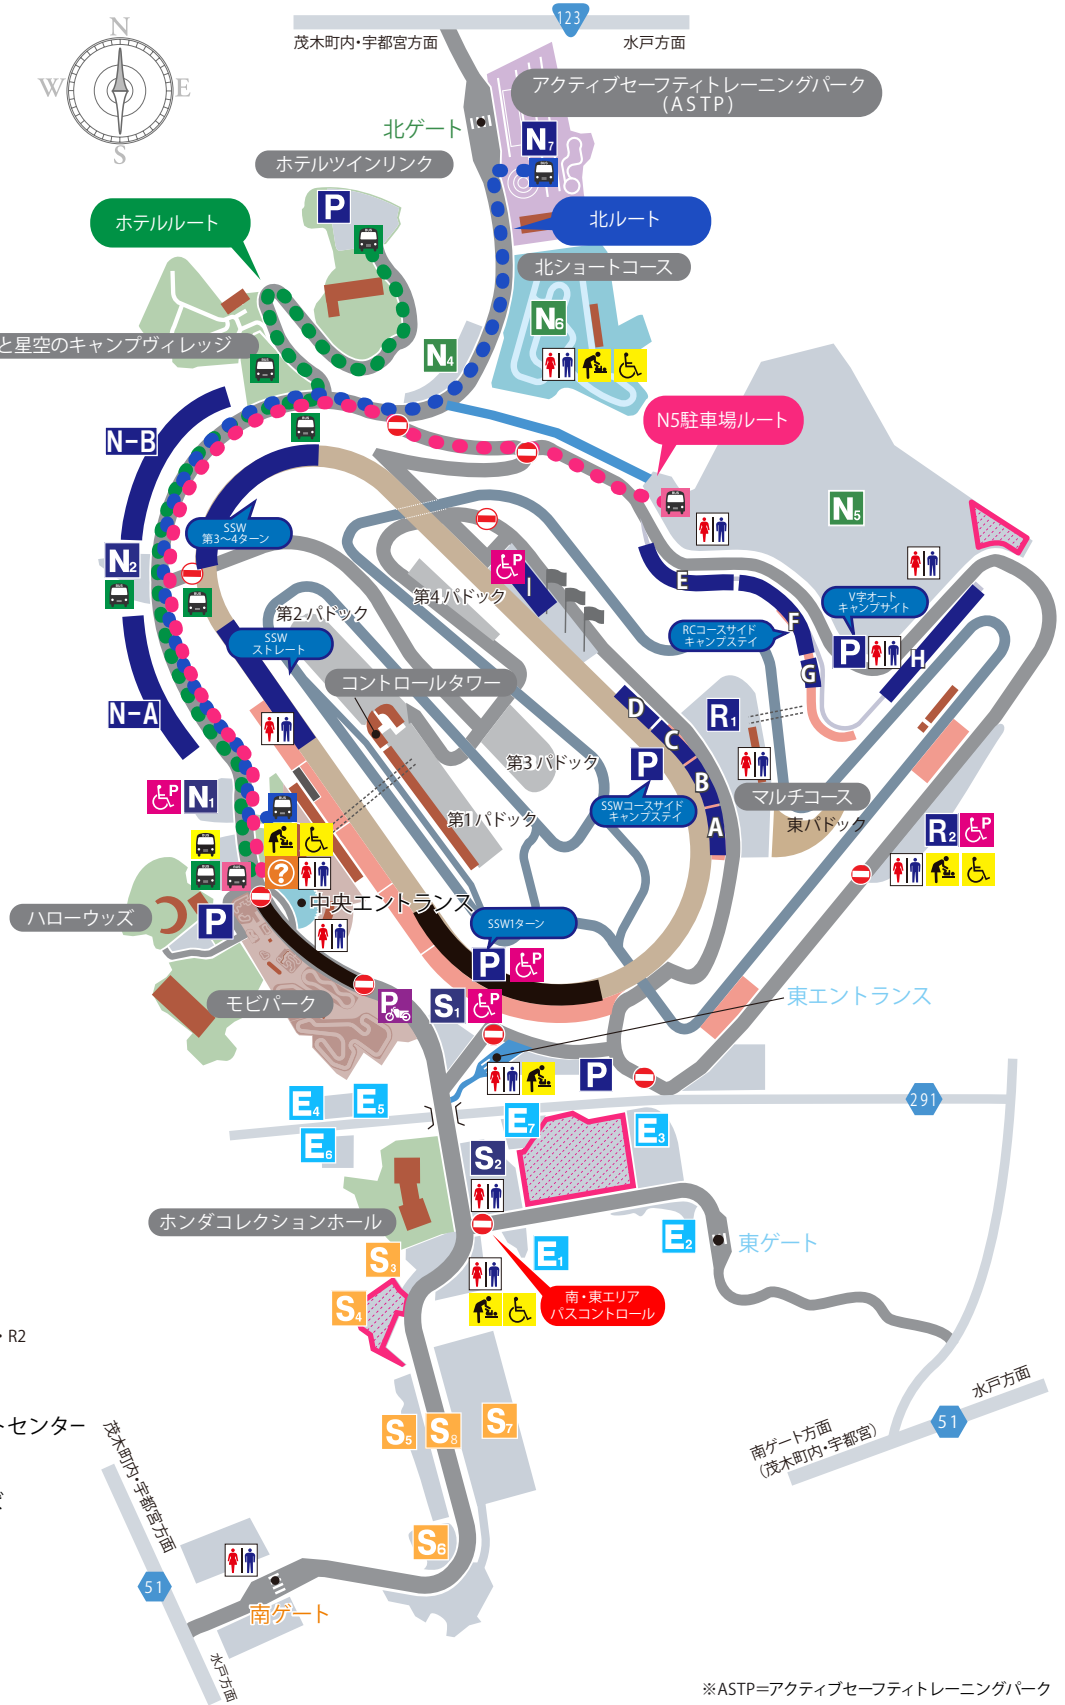 123
茂木町内・宇都宮方面
水戸方面
N
W
E
S
アクティブセーフティトレーニングパーク
(ASTP)
北ゲート
N7
BUS
ホテルツインリンク
P
BUS
ホテルルート
北ルート
北ショートコース
N6
N4
と星空のキャンプヴィレッジ
BUS
N5駐車場ルート
BUS
N-B
BUS
N5
SSW
第3〜4ターン
N2
BUS
BUS
P
I
E
第4パドック
第2パドック
V字オート
キャンプサイト
F
RCコースサイド
キャンプステイ
P
H
G
SSW
ストレート
コントロールタワー
N-A
D
R1
C
第3パドック
P
B
SSWコースサイド
キャンプステイ
A
マルチコース
東パドック
P
N1
BUS
第1パドック
R2
P
BUS
BUS
BUS
?
中央エントランス
ハローウッズ
P
SSW1ターン
P
P
モビパーク
P
S1
P
東エントランス
P
E4
E5
291
E6
E7
E3
S2
ホンダコレクションホール
E2
東ゲート
E1
S3
S4
南・東エリア
パスコントロール
・R2
トセンター
水戸方面
51
南ゲート方面
(茂木町内・宇都宮)
茂木町内・宇都宮方面
S5
S8
S7
S6
51
南ゲート
水戸方面
※ASTP=アクティブセーフティトレーニングパーク